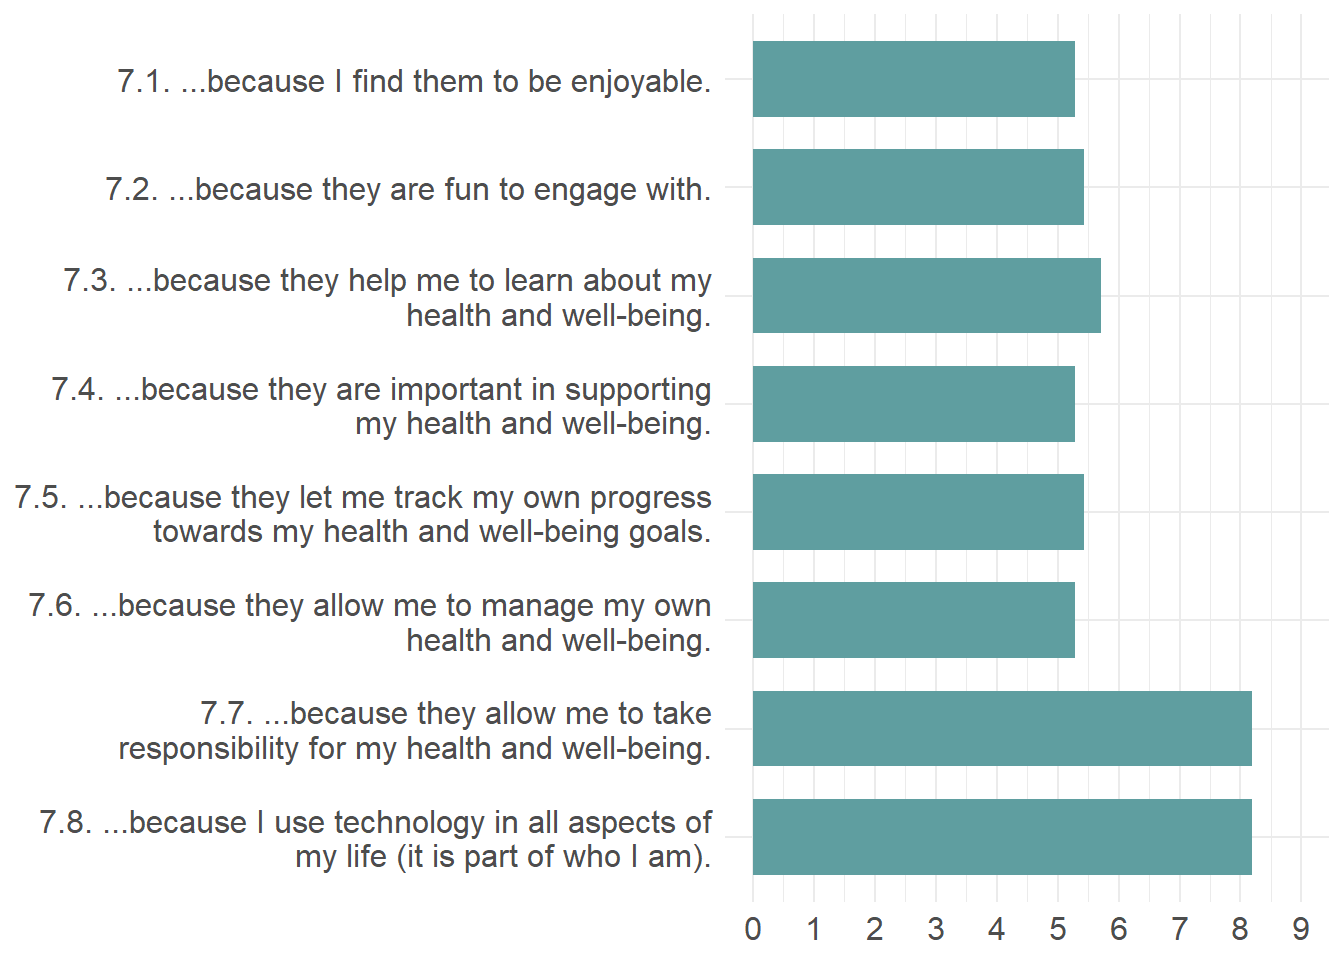 7.1. ...because I find them to be enjoyable.
7.2. ...because they are fun to engage with.
7.3. ...because they help me to learn about my
health and well-being.
7.4. ...because they are important in supporting
my health and well-being.
7.5. ...because they let me track my own progress
towards my health and well-being goals.
7.6. ...because they allow me to manage my own
health and well-being.
7.7. ...because they allow me to take
responsibility for my health and well-being.
7.8. ...because I use technology in all aspects of
my life (it is part of who I am).
0 1 2 3 4 5 6 7 8 9